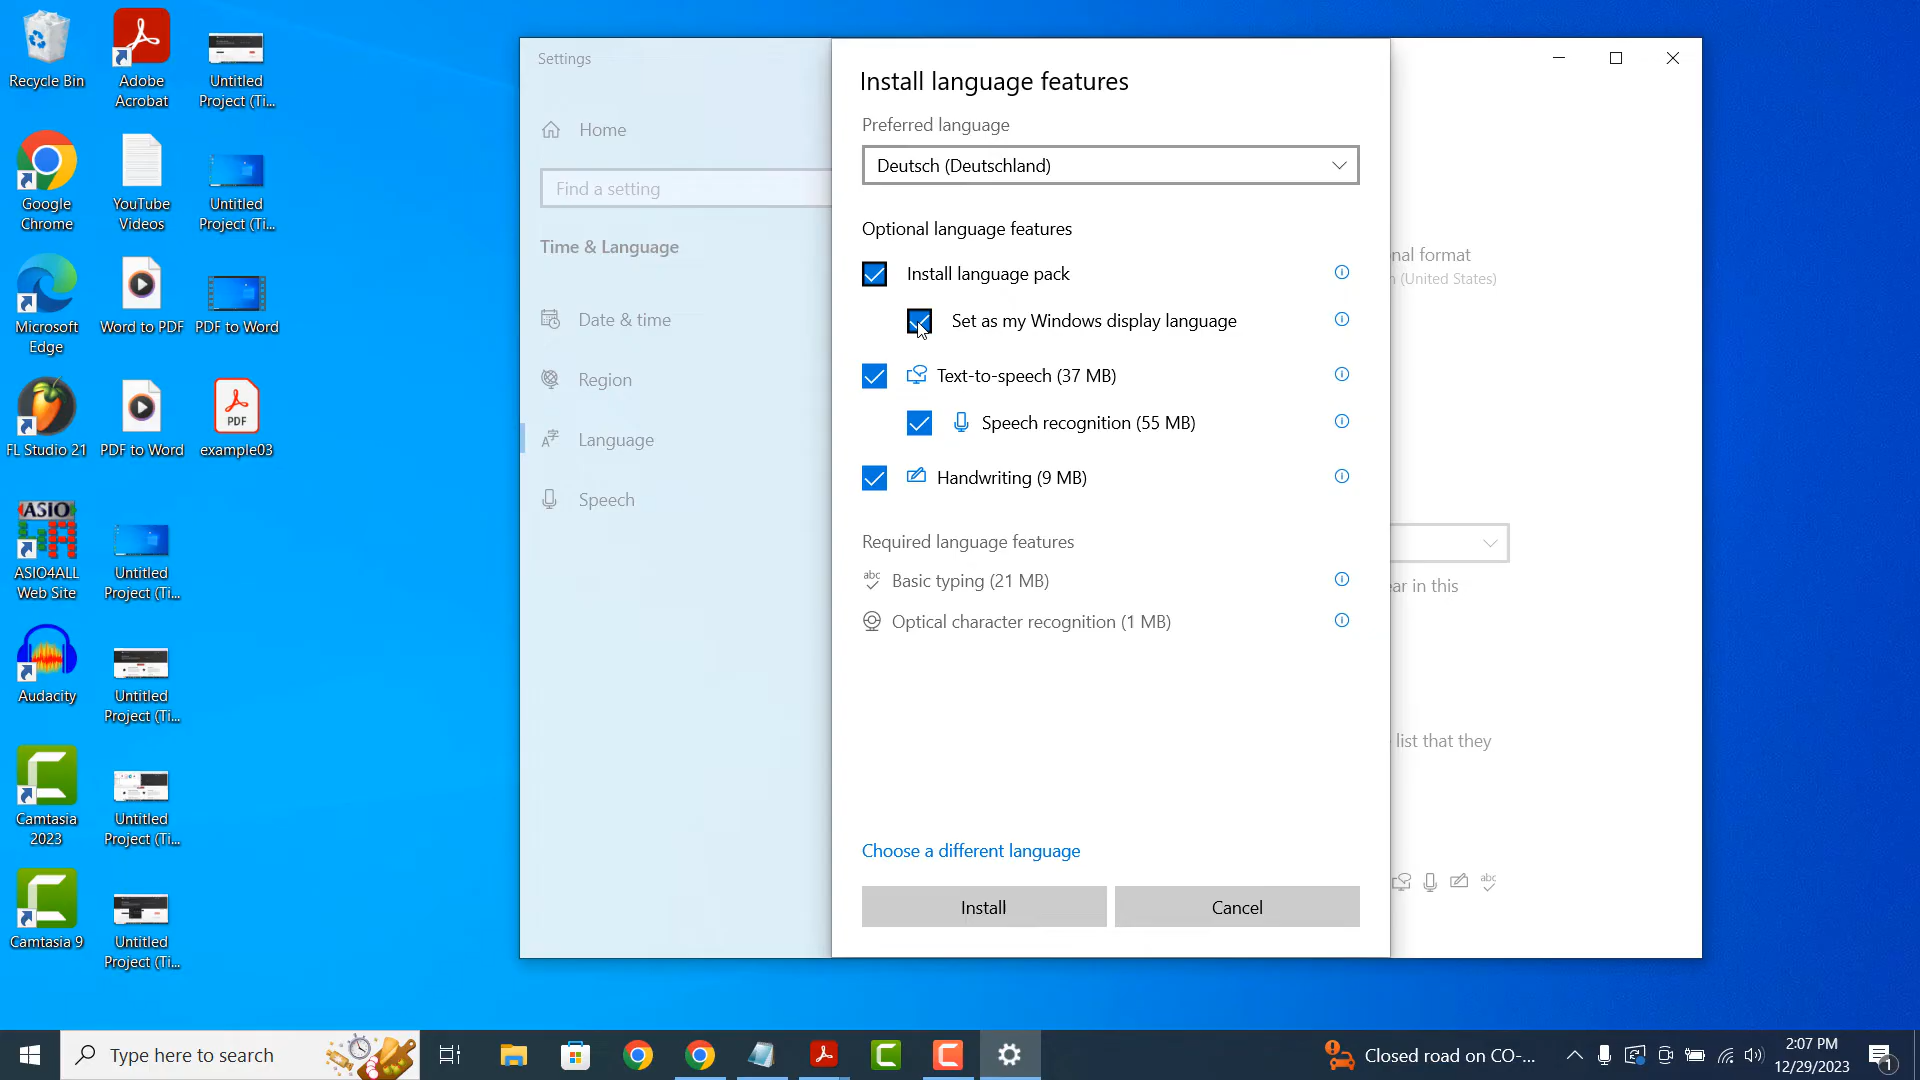 Recycle Bin
Adobe
Acrobat
Untitled
Project (Ti...
Google
Chrome
YouTube
Videos
Untitled
Project (Ti...
Microsoft
Edge
Word to PDF
PDF to Word
FL Studio 21
PDF to Word
PDF
example03
ASIO
ASIO4ALL
Web Site
Untitled
Project (Ti...
Audacity
Untitled
Project (Ti...
Camtasia
2023
Untitled
Project (Ti...
Camtasia 9
Untitled
Project (Ti...
Settings
Home
Find a setting
Time & Language
Date & time
Region
Language
Speech
Install language features
Preferred language
Deutsch (Deutschland)
Optional language features
Install language pack
Set as my Windows display language
Text-to-speech (37 MB)
Speech recognition (55 MB)
Handwriting (9 MB)
Required language features
abc Basic typing (21 MB)
Optical character recognition (1 MB)
Choose a different language
Install
Cancel
nal format
(United States)
ear in this
list that they
abc
Type here to search
Closed road on CO-...
2:07 PM
12/29/2023
1